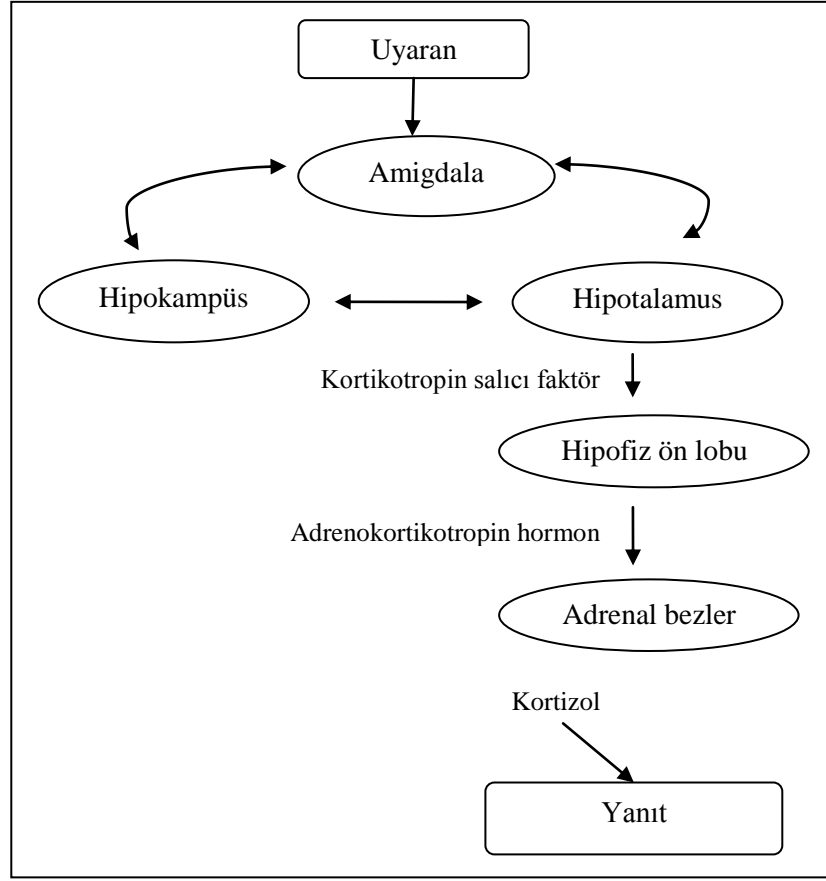 Uyaran
Amigdala
Hipokampüs
Hipotalamus
Kortikotropin salıcı faktör
Hipofiz ön lobu
Adrenokortikotropin hormon
Adrenal bezler
Kortizol
Yanıt